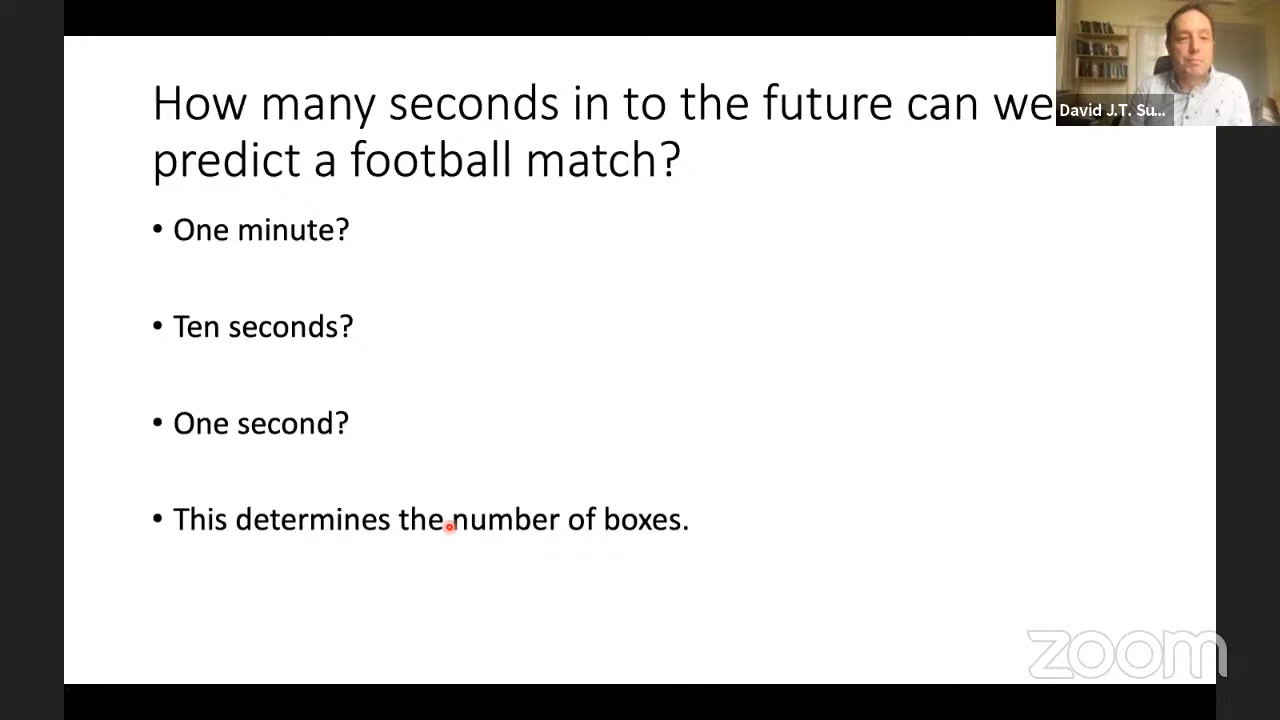 How many seconds in to the future can we
predict a football match?
David J.T. Su...
• One minute?
• Ten seconds?
• One second?
• This determines the number of boxes.
zoom